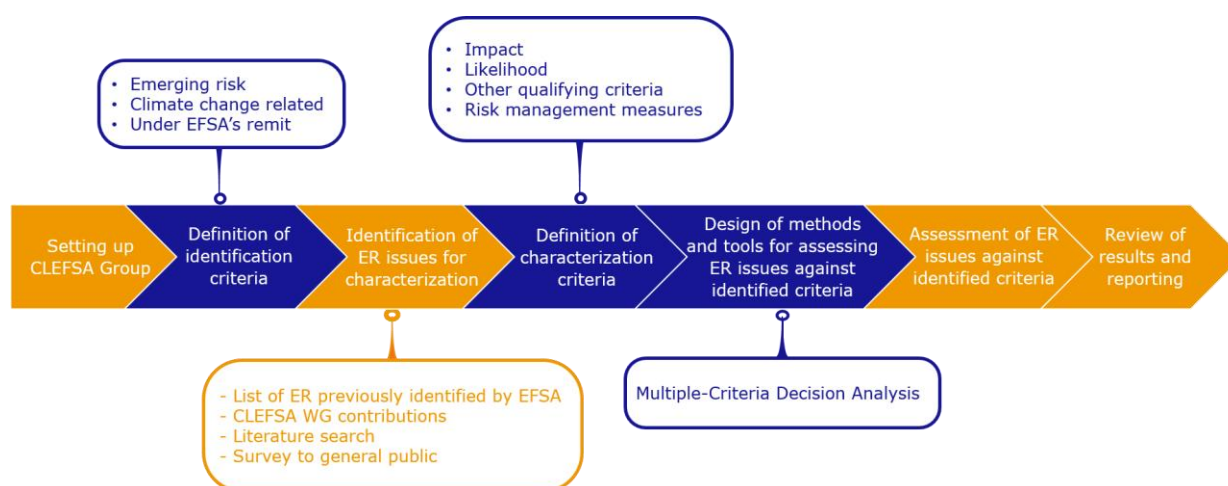 • Emerging risk
• Climate change related
• Under EFSA's remit
• Impact
• Likelihood
• Other qualifying criteria
• Risk management measures
Setting up
CLEFSA Group
Definition of
identification
criteria
Identification of
ER issues for
characterization
Definition of
characterization
criteria
Design of methods
and tools for assessing
ER issues against
identified criteria
Assessment of ER
issues against
identified criteria
Review of
results and
reporting
- List of ER previously identified by EFSA
- CLEFSA WG contributions
- Literature search
- Survey to general public
Multiple-Criteria Decision Analysis